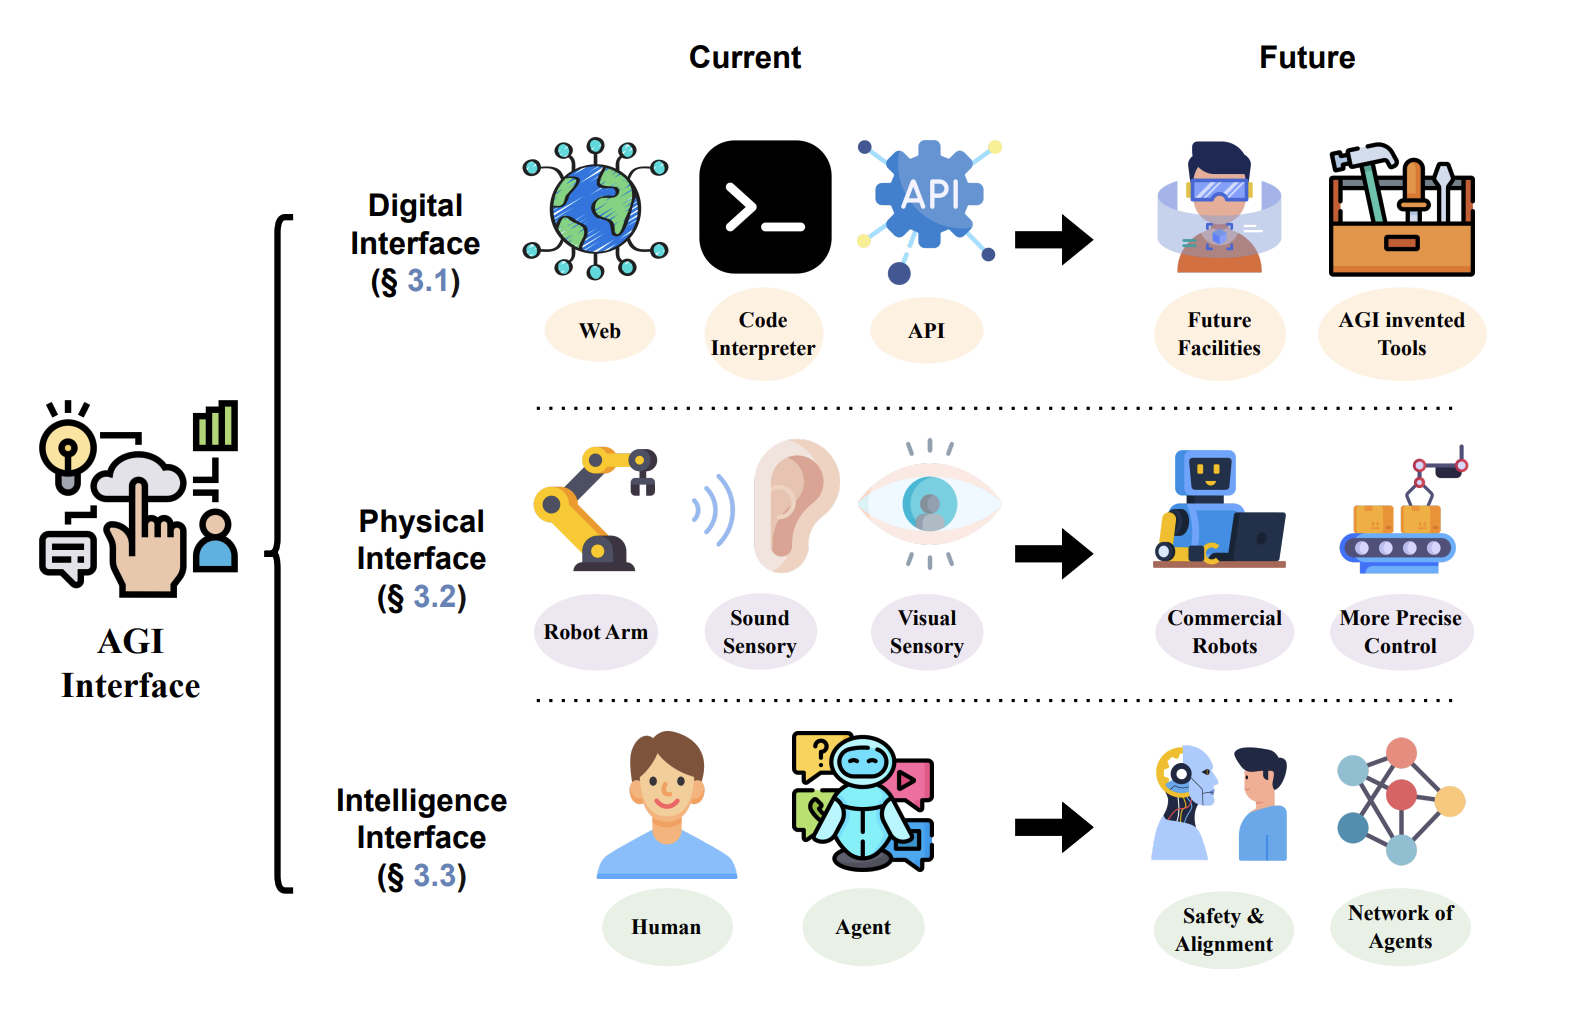 Current
Future
Digital
Interface
(§ 3.1)
API
Web
Code
Interpreter
API
Future
Facilities
AGI invented
Tools
AGI
Interface
Physical
Interface
(§ 3.2)
Robot Arm
Sound
Sensory
Visual
Sensory
Commercial
Robots
More Precise
Control
Intelligence
Interface
(§ 3.3)
?
Human
Agent
Safety &
Alignment
Network of
Agents